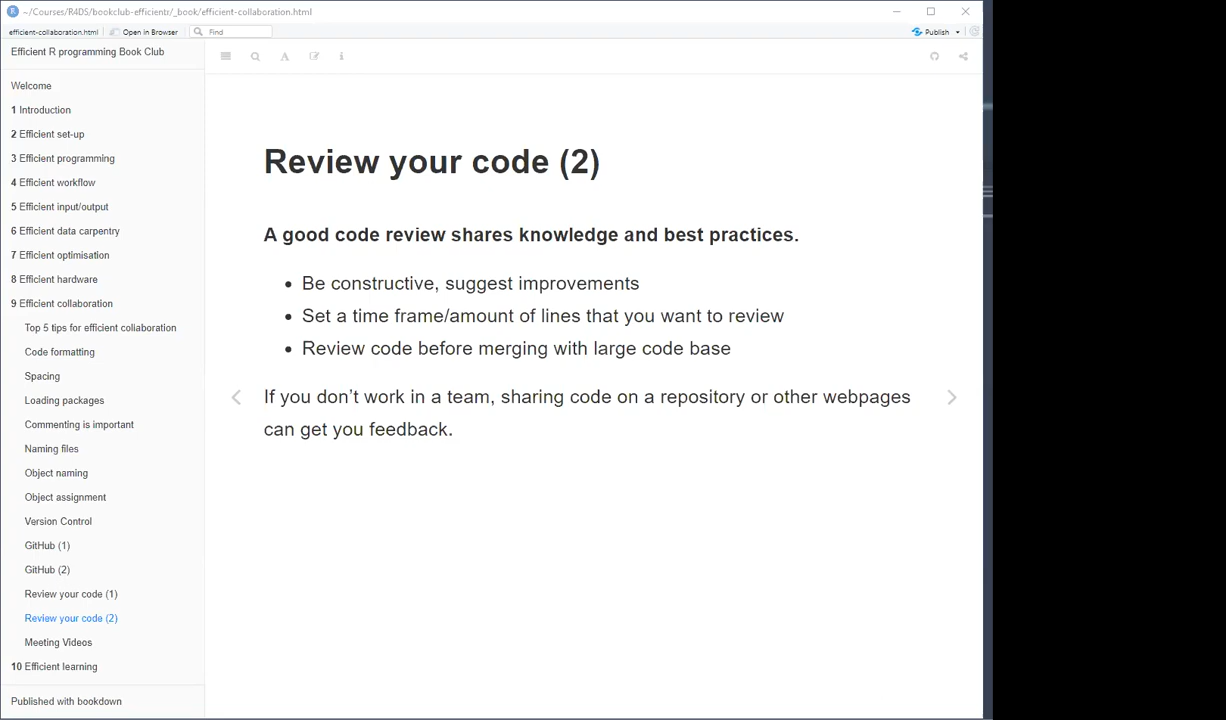 ~/Courses/R4DS/bookclub-efficientr/_book/efficient-collaboration.html
efficient-collaboration.html
Open in Browser
Find
Publish
Efficient R programming Book Club
Welcome
1 Introduction
2 Efficient set-up
3 Efficient programming
4 Efficient workflow
5 Efficient input/output
6 Efficient data carpentry
7 Efficient optimisation
8 Efficient hardware
9 Efficient collaboration
Top 5 tips for efficient collaboration
Code formatting
Spacing
Loading packages
Commenting is important
Naming files
Object naming
Object assignment
Version Control
GitHub (1)
GitHub (2)
Review your code (1)
Review your code (2)
Meeting Videos
10 Efficient learning
Published with bookdown
Review your code (2)
A good code review shares knowledge and best practices.
• Be constructive, suggest improvements
• Set a time frame/amount of lines that you want to review
• Review code before merging with large code base
If you don’t work in a team, sharing code on a repository or other webpages
can get you feedback.